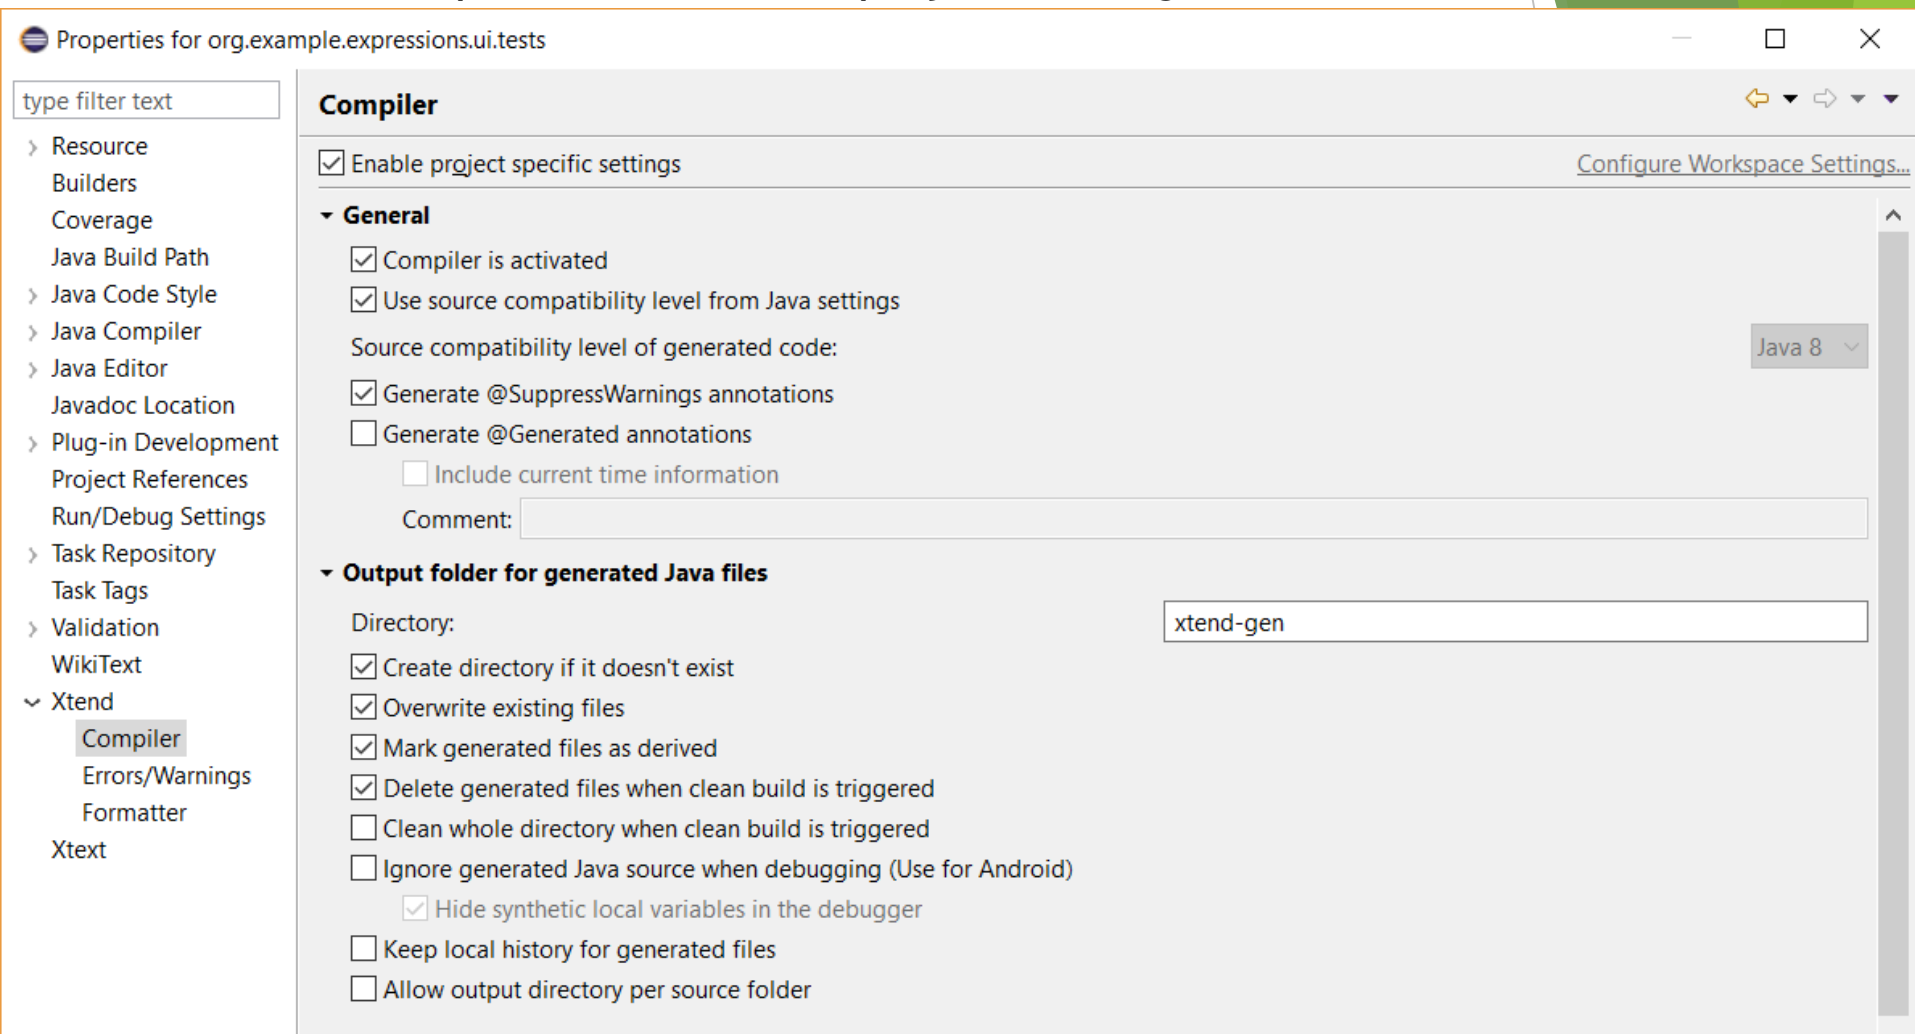 Properties for org.example.expressions.ui.tests
type filter text
Resource
Builders
Coverage
Java Build Path
Java Code Style
Java Compiler
Java Editor
Javadoc Location
Plug-in Development
Project References
Run/Debug Settings
Task Repository
Task Tags
Validation
WikiText
Xtend
Compiler
Errors/Warnings
Formatter
Xtext
Compiler
Enable project specific settings
Configure Workspace Settings...
General
Compiler is activated
Use source compatibility level from Java settings
Source compatibility level of generated code:
Java 8
Generate @SuppressWarnings annotations
Generate @Generated annotations
Include current time information
Comment:
Output folder for generated Java files
Directory:
xtend-gen
Create directory if it doesn't exist
Overwrite existing files
Mark generated files as derived
Delete generated files when clean build is triggered
Clean whole directory when clean build is triggered
Ignore generated Java source when debugging (Use for Android)
Hide synthetic local variables in the debugger
Keep local history for generated files
Allow output directory per source folder